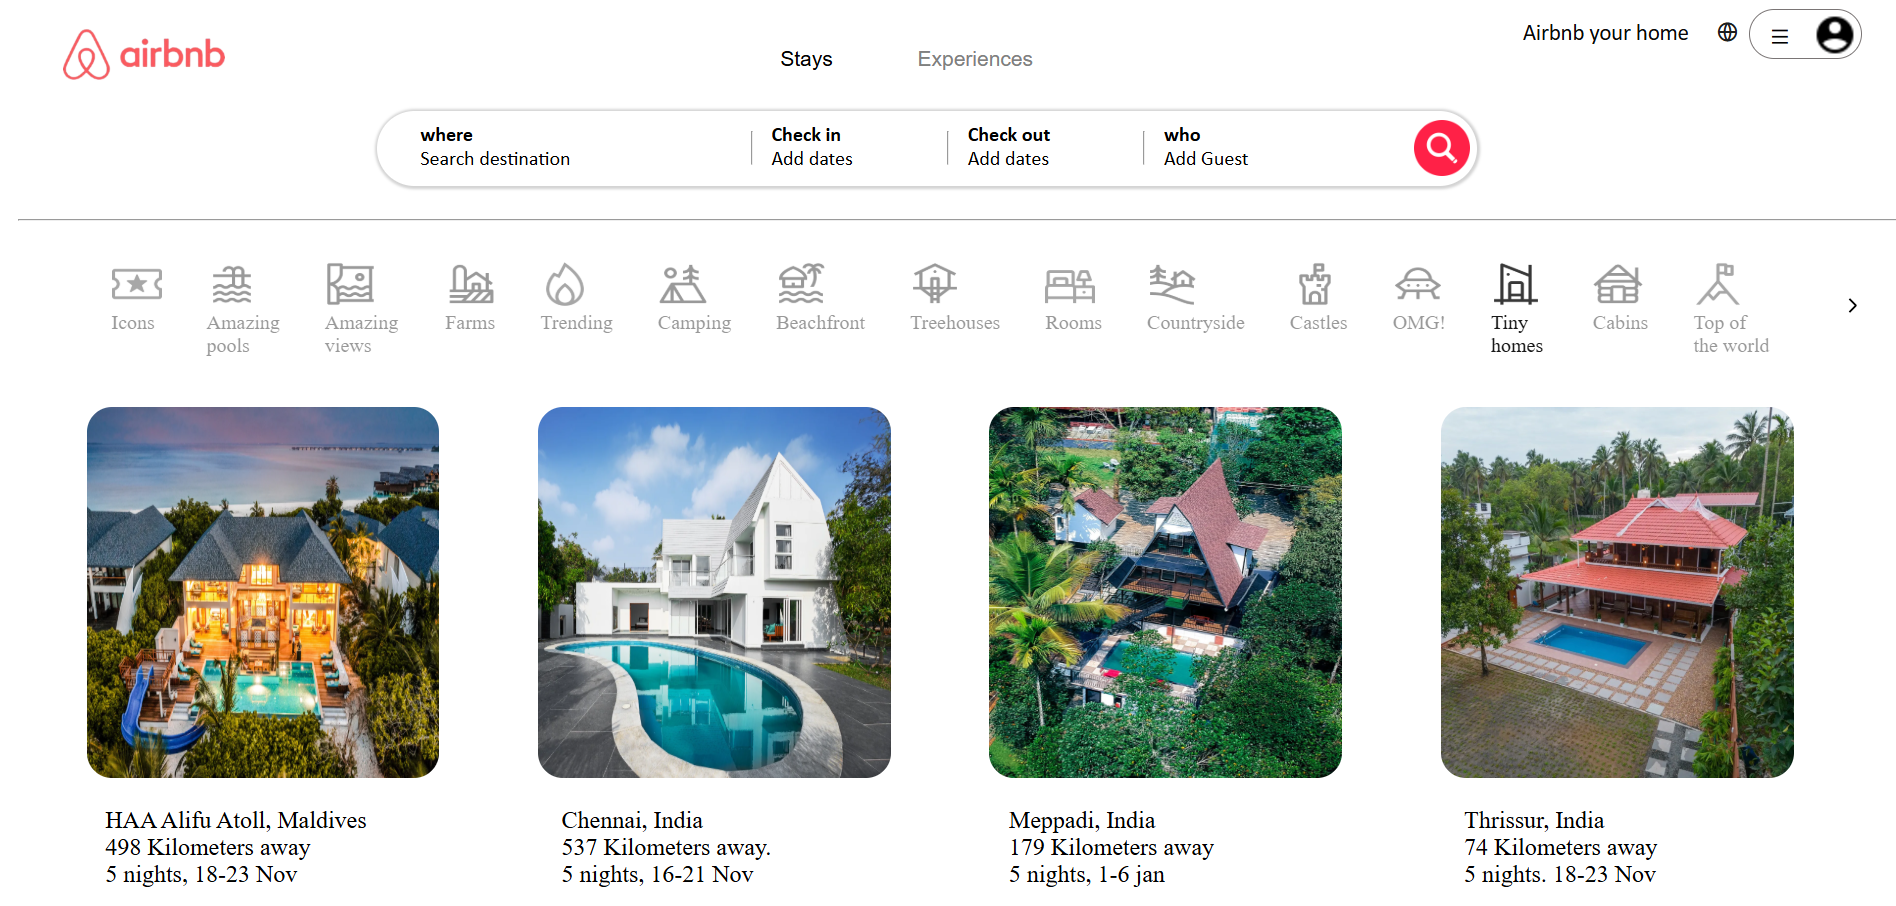 airbnb
Stays
Experiences
Airbnb your home
where
Search destination
Check in
Add dates
Check out
Add dates
who
Add Guest
Icons
Amazing
pools
Amazing
views
Farms
Trending
Camping
Beachfront
Treehouses
Rooms
Countryside
Castles
OMG!
Tiny
homes
Cabins
Top of
the world
HAA Alifu Atoll, Maldives
498 Kilometers away
5 nights, 18-23 Nov
Chennai, India
537 Kilometers away.
5 nights, 16-21 Nov
Meppadi, India
179 Kilometers away
5 nights, 1-6 jan
Thrissur, India
74 Kilometers away
5 nights. 18-23 Nov